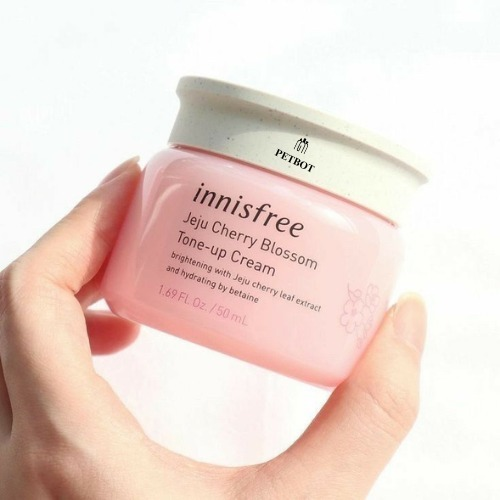 PETBOT
innisfree
Jeju Cherry Blossom
Tone-up Cream
brightening with Jeju cherry leaf extract
and hydrating by betaine
1.69 FL.Oz. / 50 mL